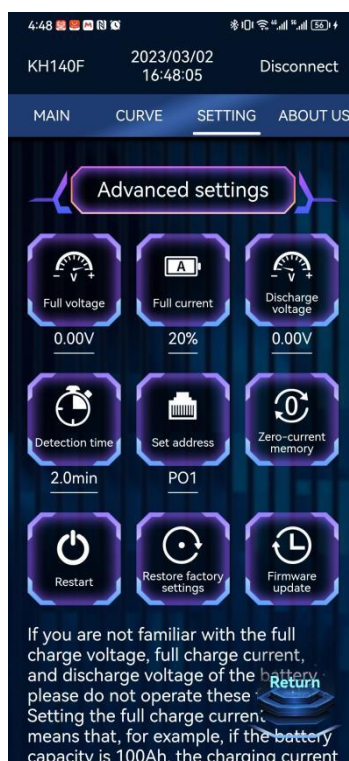 4:48
56
KH140F
2023/03/02
16:48:05
Disconnect
MAIN CURVE SETTING ABOUT US
Advanced settings
- V +
A
- V +
Full voltage
Full current
Discharge
voltage
0.00V
20%
0.00V
0
Detection time
Set address
Zero-current
memory
2.0min
PO1
Restart
Restore factory
settings
Firmware
update
If you are not familiar with the full
charge voltage, full charge current,
and discharge voltage of the battery,
please do not operate these
Return
Setting the full charge current
means that, for example, if the battery
capacity is 100Ah, the charging current